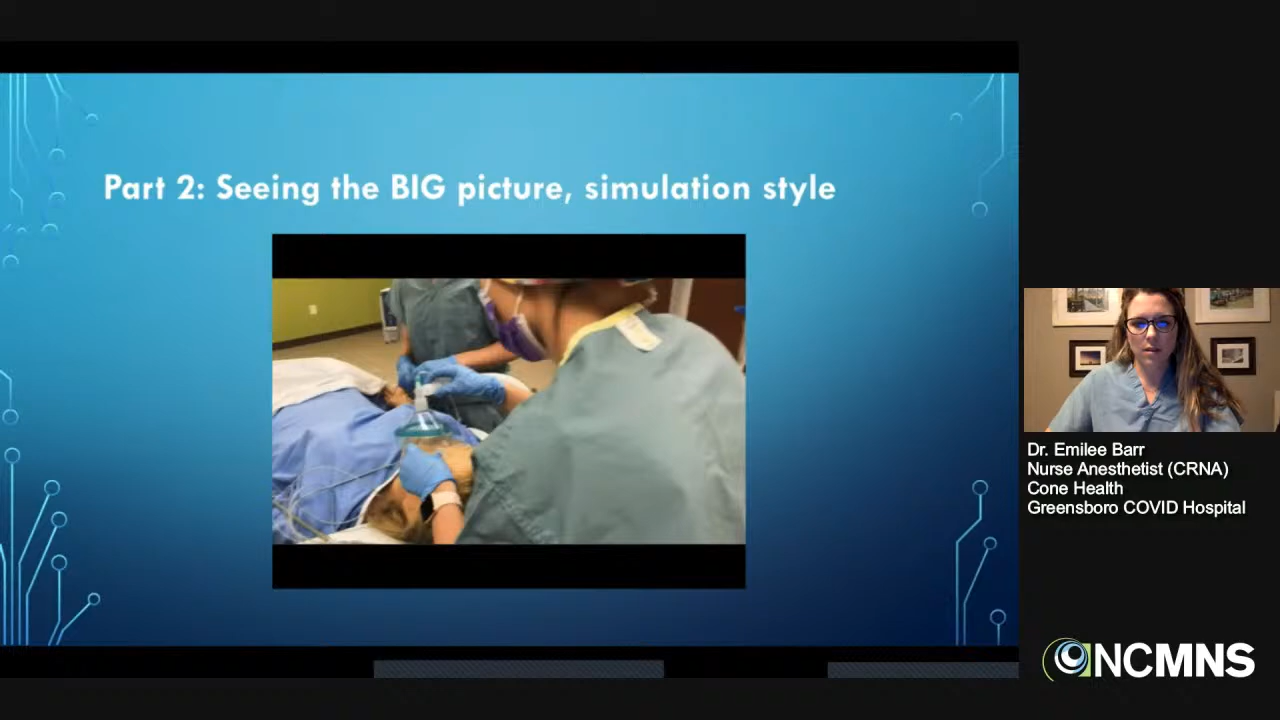 Part 2: Seeing the BIG picture, simulation style
Dr. Emilee Barr
Nurse Anesthetist (CRNA)
Cone Health
Greensboro COVID Hospital
NCMNS